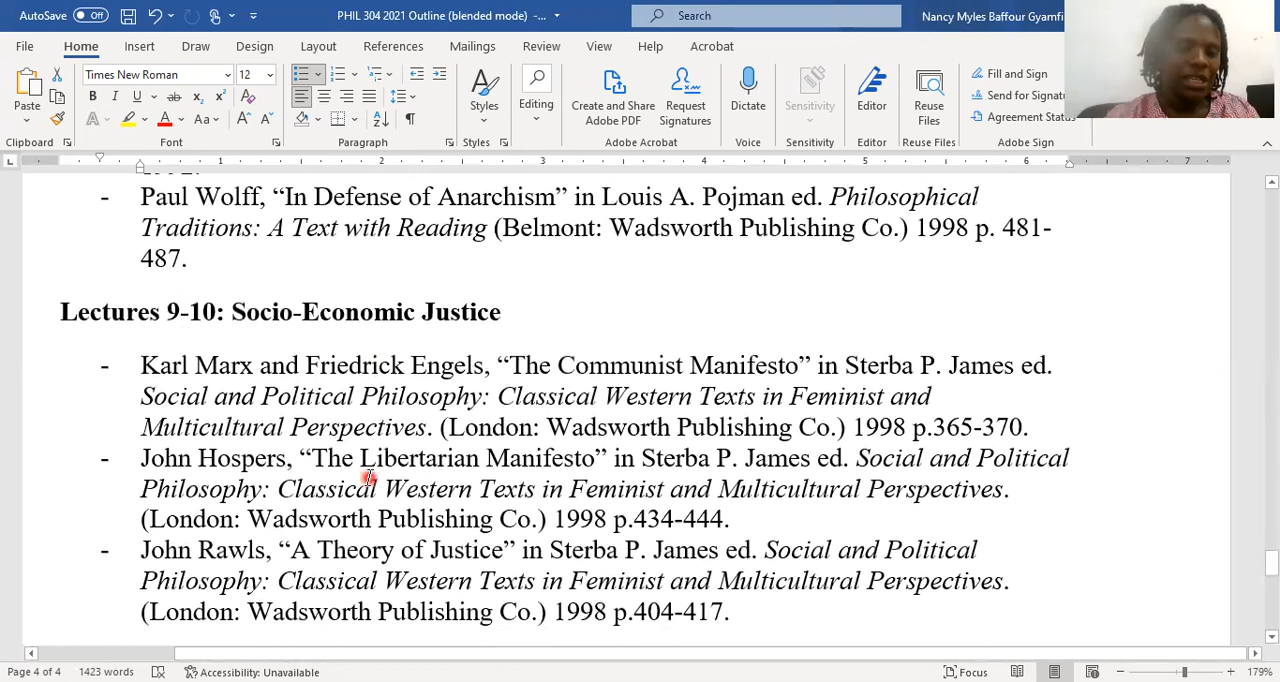 AutoSave Off PHIL 304 2021 Outline (blended mode) -... Search Nancy Myles Baffour Gyamfi
File Home Insert Draw Design Layout References Mailings Review View Help Acrobat
Times New Roman 12
Paste Styles Editing Create and Share Adobe PDF Request Signatures Dictate Sensitivity Editor Reuse Files Fill and Sign
Send for Signatu
Agreement Status
Clipboard Font Paragraph Styles Adobe Acrobat Voice Sensitivity Editor Reuse Files Adobe Sign
1 2 3 4 5 6 7
- Paul Wolff, “In Defense of Anarchism” in Louis A. Pojman ed. Philosophical
Traditions: A Text with Reading (Belmont: Wadsworth Publishing Co.) 1998 p. 481-
487.
Lectures 9-10: Socio-Economic Justice
- Karl Marx and Friedrick Engels, “The Communist Manifesto” in Sterba P. James ed.
Social and Political Philosophy: Classical Western Texts in Feminist and
Multicultural Perspectives. (London: Wadsworth Publishing Co.) 1998 p.365-370.
- John Hospers, “The Libertarian Manifesto” in Sterba P. James ed. Social and Political
Philosophy: Classical Western Texts in Feminist and Multicultural Perspectives.
(London: Wadsworth Publishing Co.) 1998 p.434-444.
- John Rawls, “A Theory of Justice” in Sterba P. James ed. Social and Political
Philosophy: Classical Western Texts in Feminist and Multicultural Perspectives.
(London: Wadsworth Publishing Co.) 1998 p.404-417.
Page 4 of 4 1423 words Accessibility: Unavailable Focus 179%